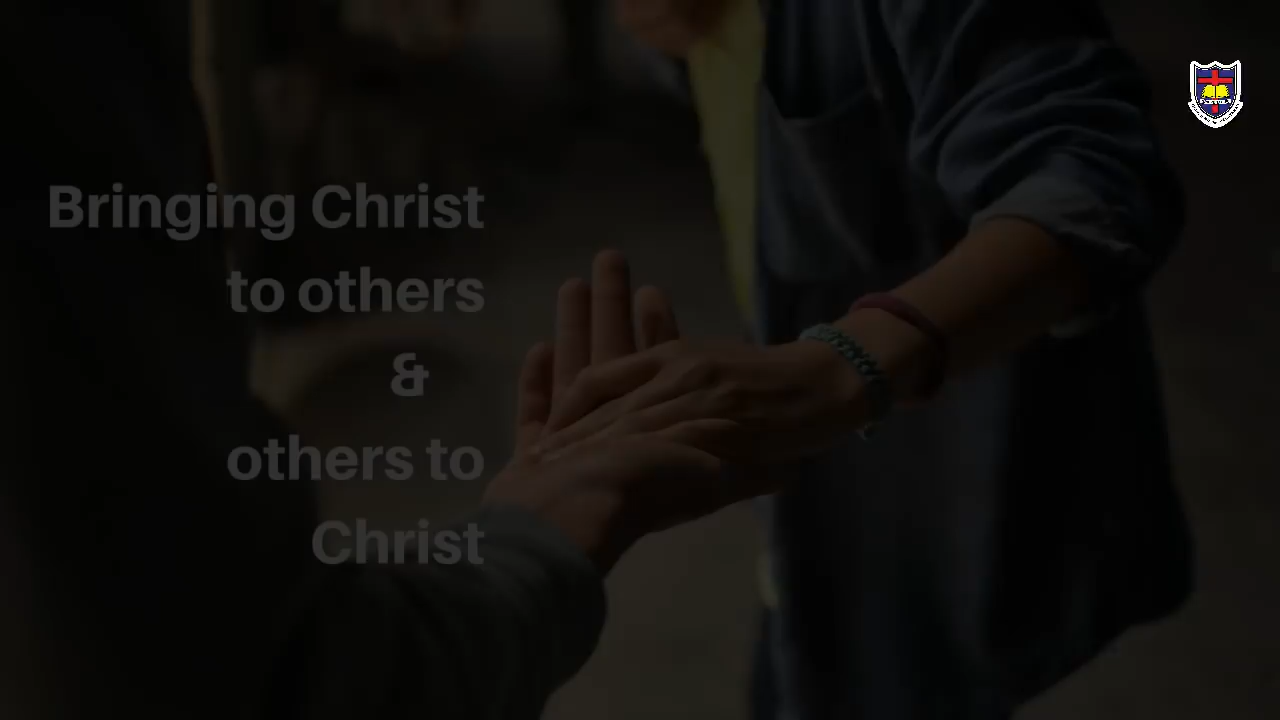 Bringing Christ
to others
&
others to
Christ